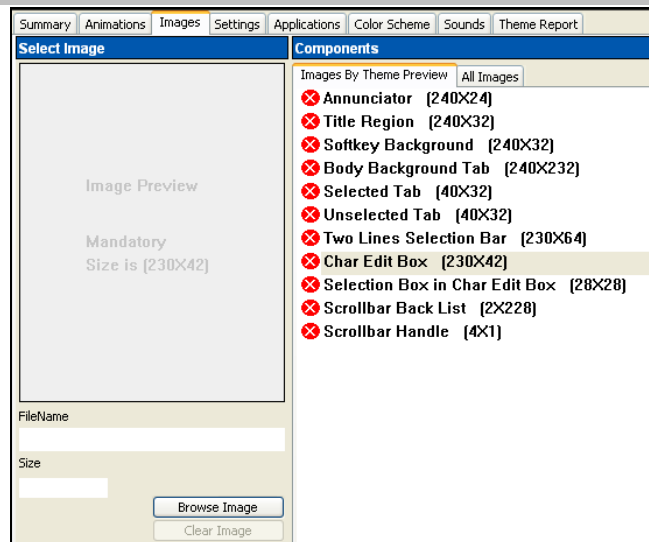 Summary Animations Images Settings Applications Color Scheme Sounds Theme Report
Select Image
Image Preview
Mandatory
Size is (230X42)
FileName
Size
Browse Image
Clear Image
Components
Images By Theme Preview All Images
Annunciator (240X24)
Title Region (240X32)
Softkey Background (240X32)
Body Background Tab (240X232)
Selected Tab (40X32)
Unselected Tab (40X32)
Two Lines Selection Bar (230X64)
Char Edit Box (230X42)
Selection Box in Char Edit Box (28X28)
Scrollbar Back List (2X228)
Scrollbar Handle (4X1)